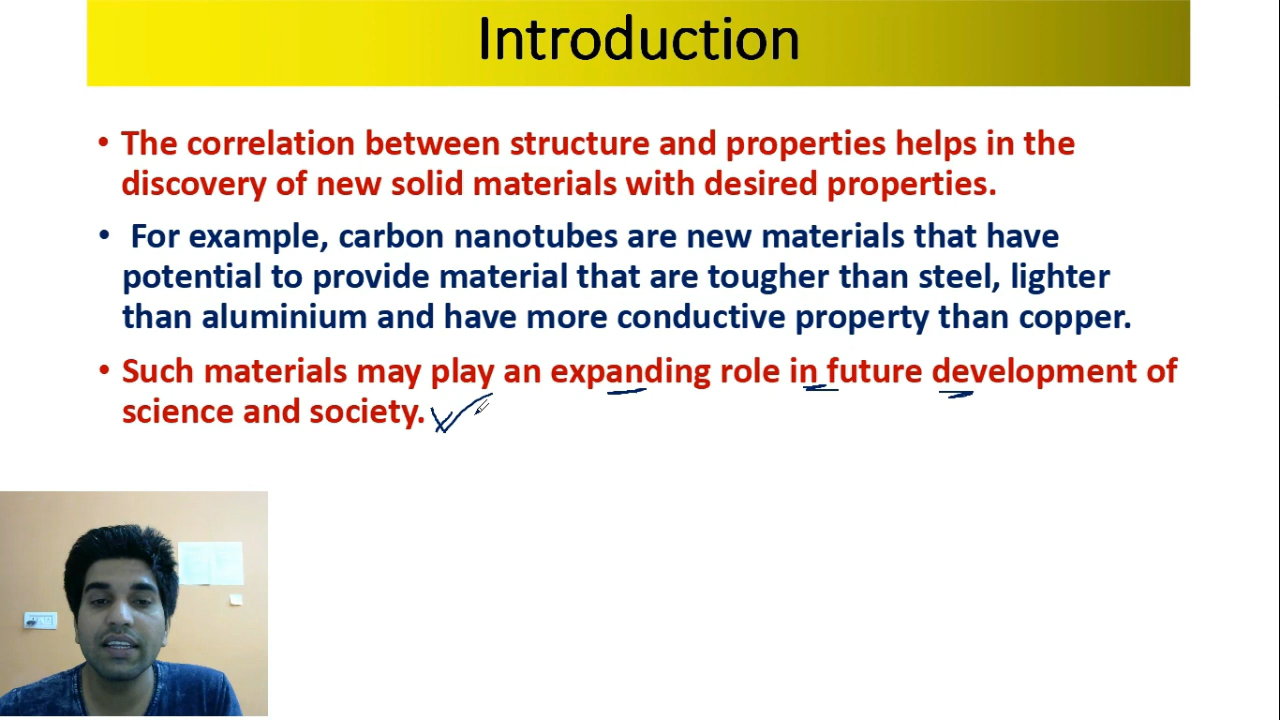 Introduction
• The correlation between structure and properties helps in the
discovery of new solid materials with desired properties.
• For example, carbon nanotubes are new materials that have
potential to provide material that are tougher than steel, lighter
than aluminium and have more conductive property than copper.
• Such materials may play an expanding role in future development of
science and society.